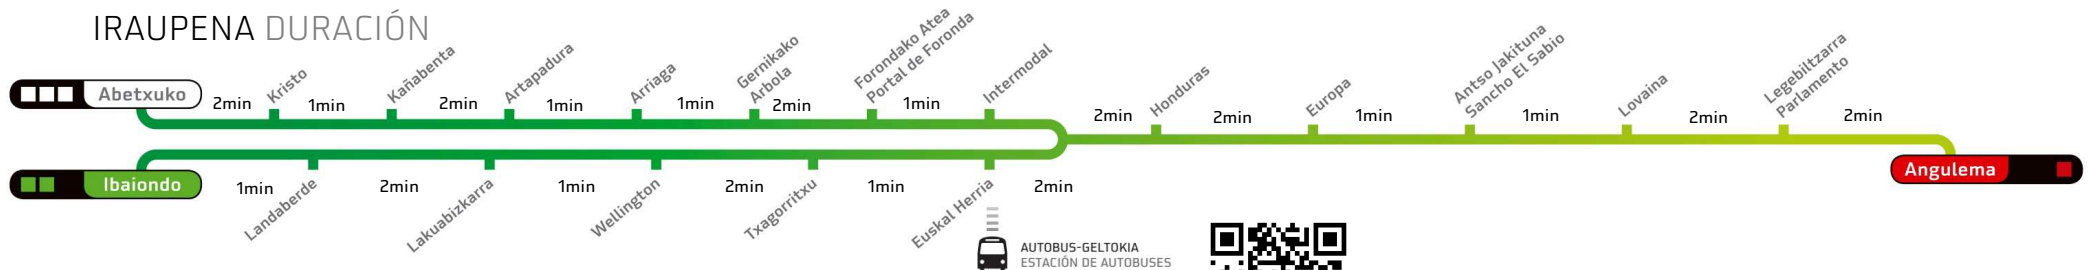 IRAUPENA DURACIÓN
Abetxuko
2min
Kristo
1min
Kañabenta
2min
Artapadura
1min
Arriaga
1min
Gernikako
Arbola
2min
Forondako Atea
Portal de Foronda
1min
Intermodal
2min
Honduras
2min
Europa
1min
Antso Jakituna
Sancho El Sabio
1min
Lovaina
2min
Legebiltzarra
Parlamento
2min
Angulema
Ibaiondo
1min
Landaberde
2min
Lakuabizkarra
1min
Wellington
2min
Txagorritxu
1min
Euskal Herria
2min
AUTOBUS-GELTOKIA
ESTACIÓN DE AUTOBUSES